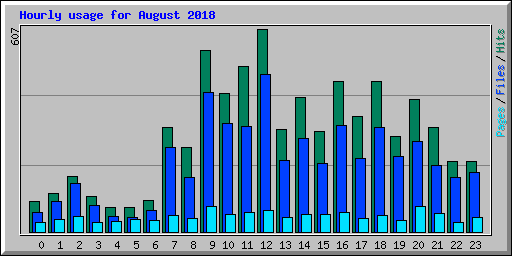 Hourly usage for August 2018
607
Pages / Files / Hits
0 1 2 3 4 5 6 7 8 9 10 11 12 13 14 15 16 17 18 19 20 21 22 23